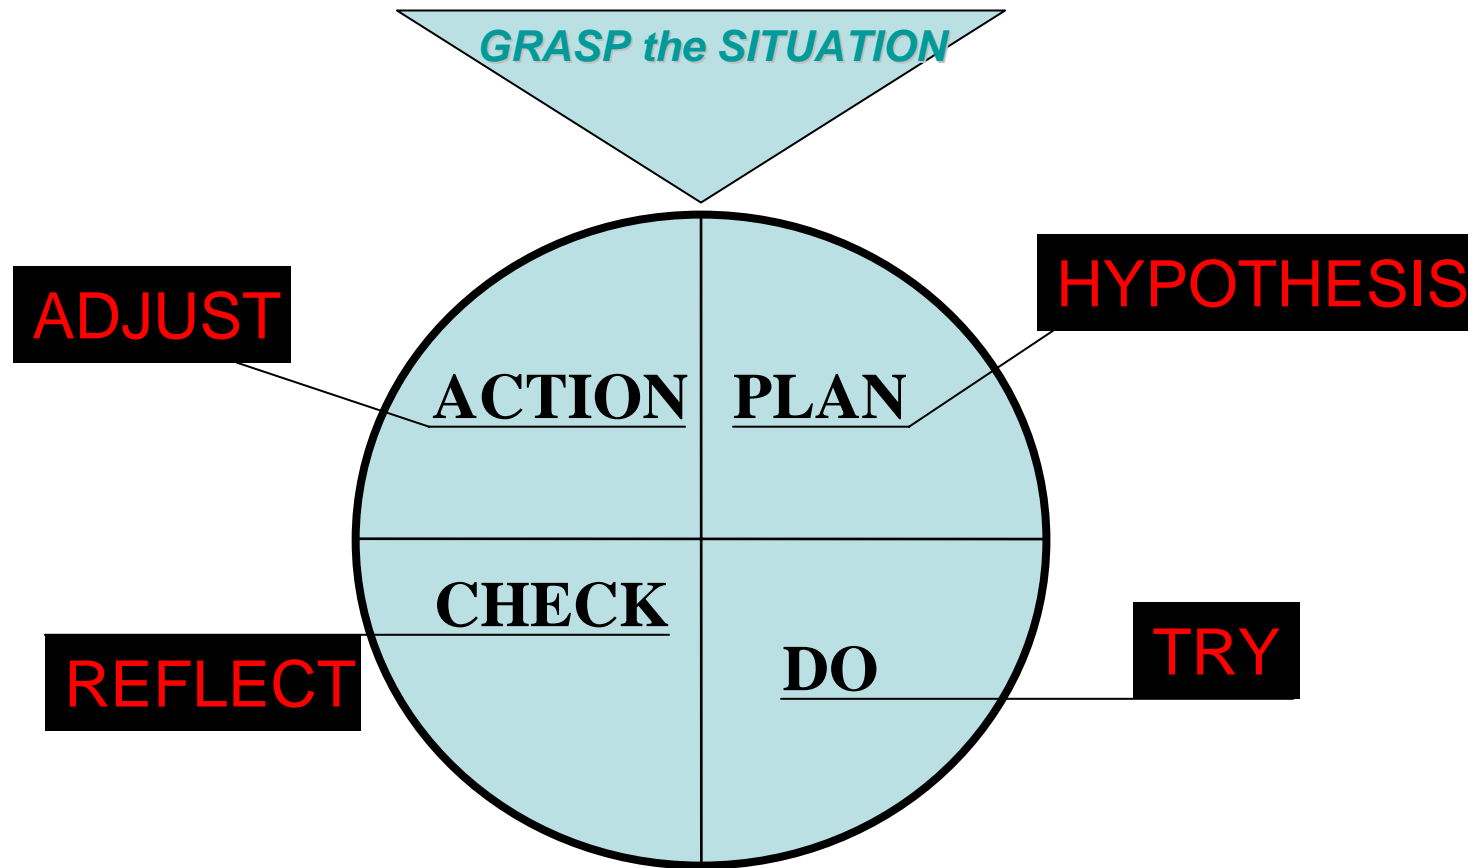 GRASP the SITUATION
HYPOTHESIS
ADJUST
ACTION
PLAN
CHECK
DO
TRY
REFLECT